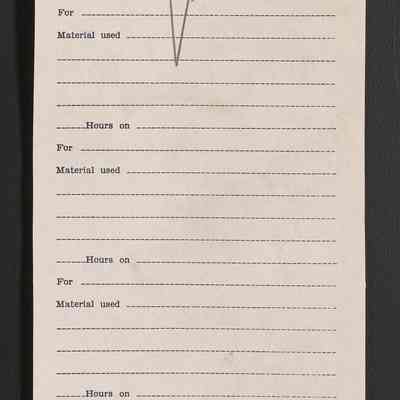 For
Material used
Hours on
For
Material used
Hours on
For
Material used
Hours on